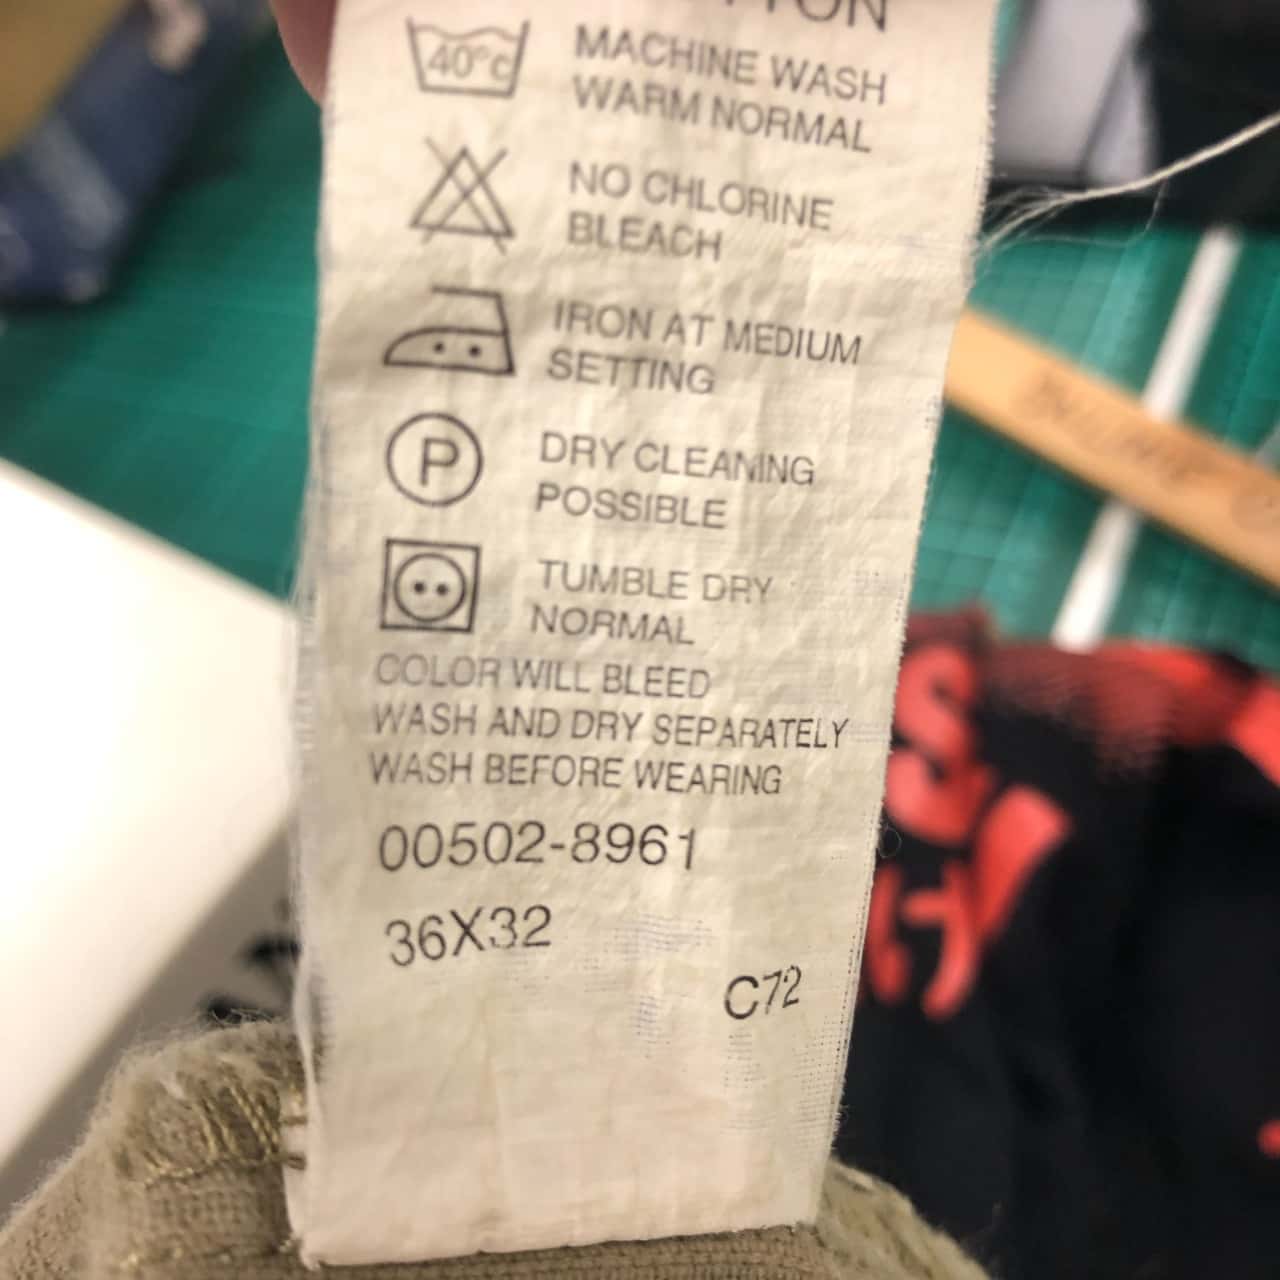 40°C
MACHINE WASH
WARM NORMAL
NO CHLORINE
BLEACH
IRON AT MEDIUM
SETTING
P
DRY CLEANING
POSSIBLE
TUMBLE DRY
NORMAL
COLOR WILL BLEED
WASH AND DRY SEPARATELY
WASH BEFORE WEARING
00502-8961
36X32
C72